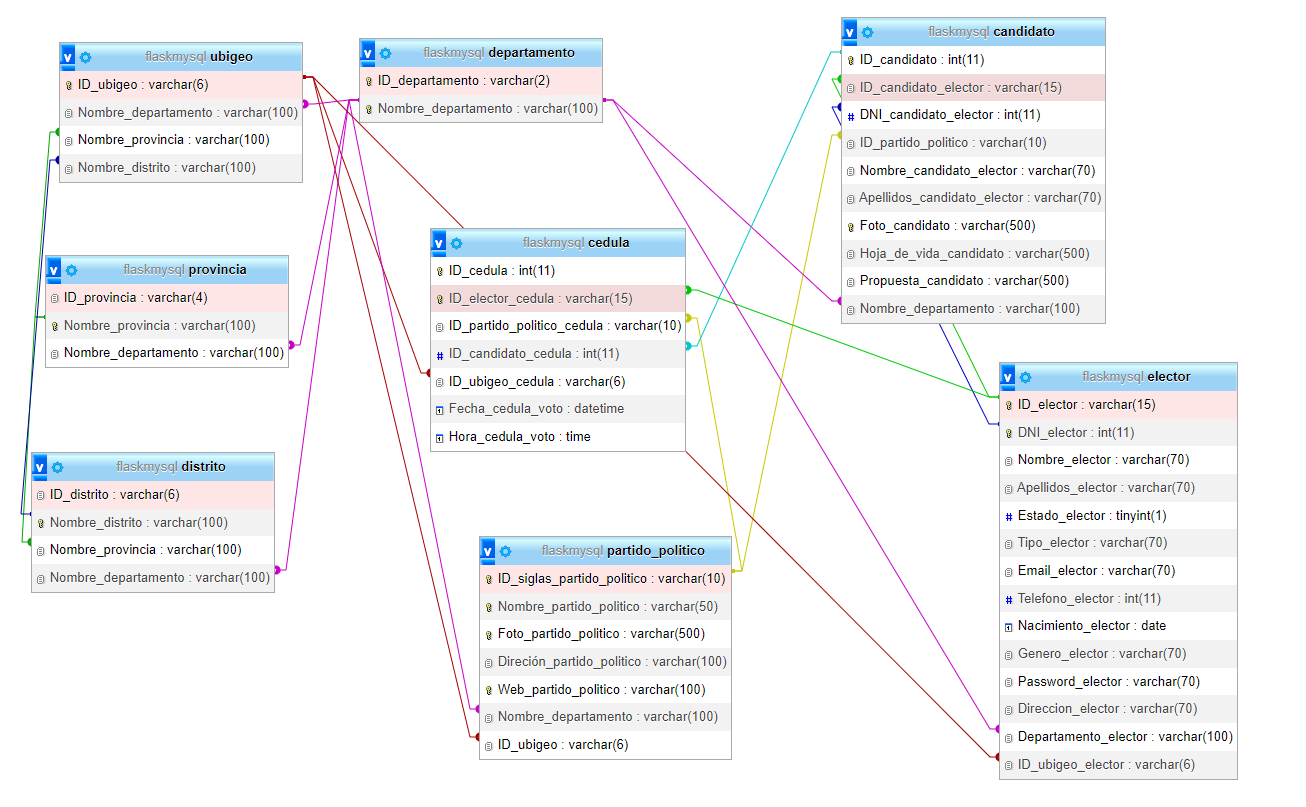 flaskmysql ubigeo
ID_ubigeo : varchar(6)
Nombre_departamento : varchar(100)
Nombre_provincia : varchar(100)
Nombre_distrito : varchar(100)
flaskmysql departamento
ID_departamento : varchar(2)
Nombre_departamento : varchar(100)
flaskmysql candidato
ID_candidato : int(11)
ID_candidato_elector : varchar(15)
DNI_candidato_elector : int(11)
ID_partido_politico : varchar(10)
Nombre_candidato_elector : varchar(70)
Apellidos_candidato_elector : varchar(70)
Foto_candidato : varchar(500)
Hoja_de_vida_candidato : varchar(500)
Propuesta_candidato : varchar(500)
Nombre_departamento : varchar(100)
flaskmysql provincia
ID_provincia : varchar(4)
Nombre_provincia : varchar(100)
Nombre_departamento : varchar(100)
flaskmysql cedula
ID_cedula : int(11)
ID_elector_cedula : varchar(15)
ID_partido_politico_cedula : varchar(10)
ID_candidato_cedula : int(11)
ID_ubigeo_cedula : varchar(6)
Fecha_cedula_voto : datetime
Hora_cedula_voto : time
flaskmysql distrito
ID_distrito : varchar(6)
Nombre_distrito : varchar(100)
Nombre_provincia : varchar(100)
Nombre_departamento : varchar(100)
flaskmysql partido_politico
ID_siglas_partido_politico : varchar(10)
Nombre_partido_politico : varchar(50)
Foto_partido_politico : varchar(500)
Direción_partido_politico : varchar(100)
Web_partido_politico : varchar(100)
Nombre_departamento : varchar(100)
ID_ubigeo : varchar(6)
flaskmysql elector
ID_elector : varchar(15)
DNI_elector : int(11)
Nombre_elector : varchar(70)
Apellidos_elector : varchar(70)
Estado_elector : tinyint(1)
Tipo_elector : varchar(70)
Email_elector : varchar(70)
Telefono_elector : int(11)
Nacimiento_elector : date
Genero_elector : varchar(70)
Password_elector : varchar(70)
Direccion_elector : varchar(70)
Departamento_elector : varchar(100)
ID_ubigeo_elector : varchar(6)